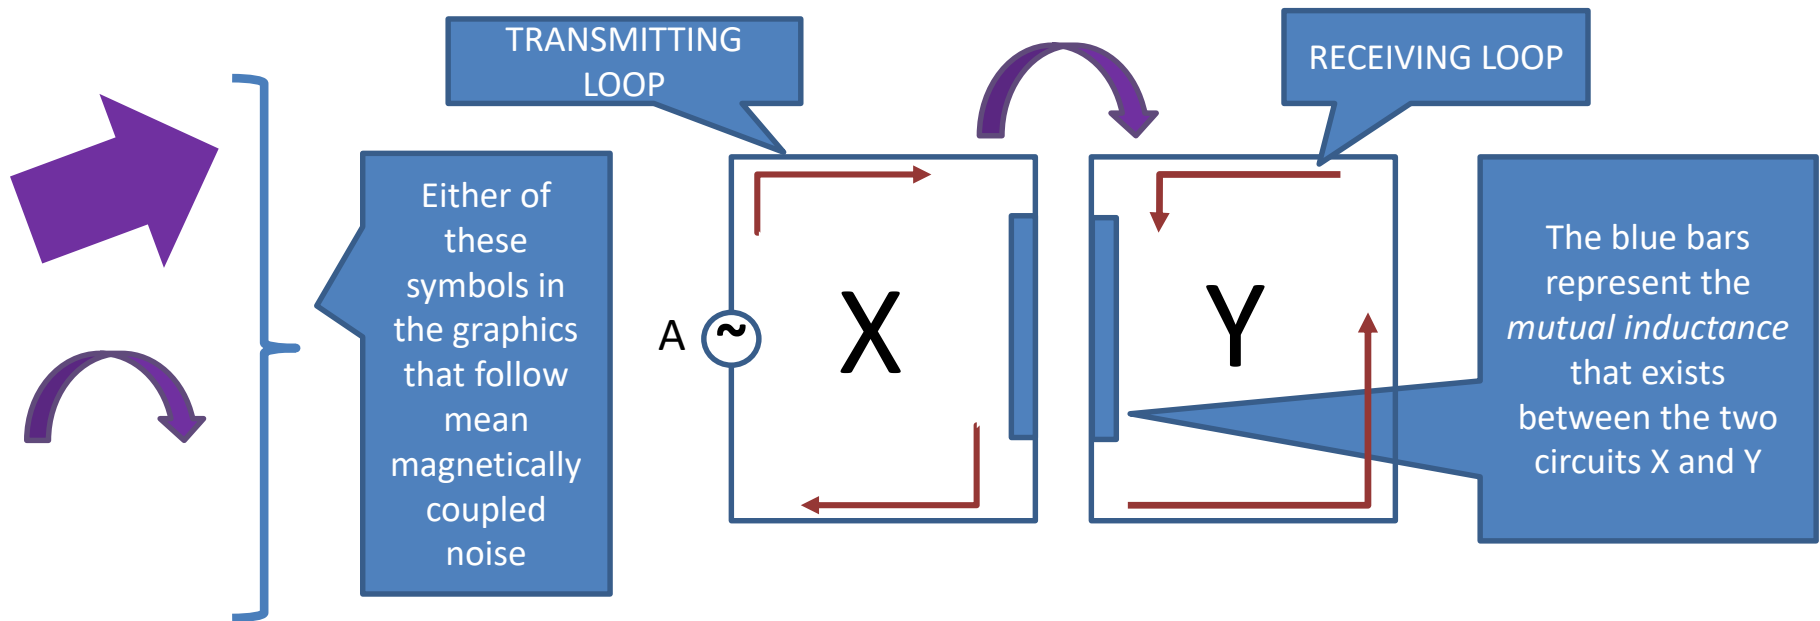 TRANSMITTING
LOOP
RECEIVING LOOP
Either of
these
symbols in
the graphics
that follow
mean
magnetically
coupled
noise
A
~
X
Y
The blue bars
represent the
mutual inductance
that exists
between the two
circuits X and Y